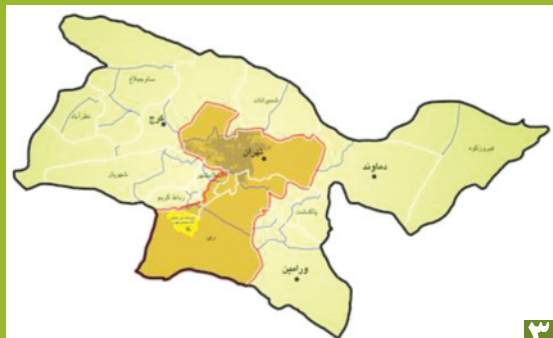 ساوجبلاغ
شمیرانات
نظرآباد
کرج
فیروزکوه
تهران
دماوند
شهریار
رباط کریم
پاکدشت
ری
ورامین
۳